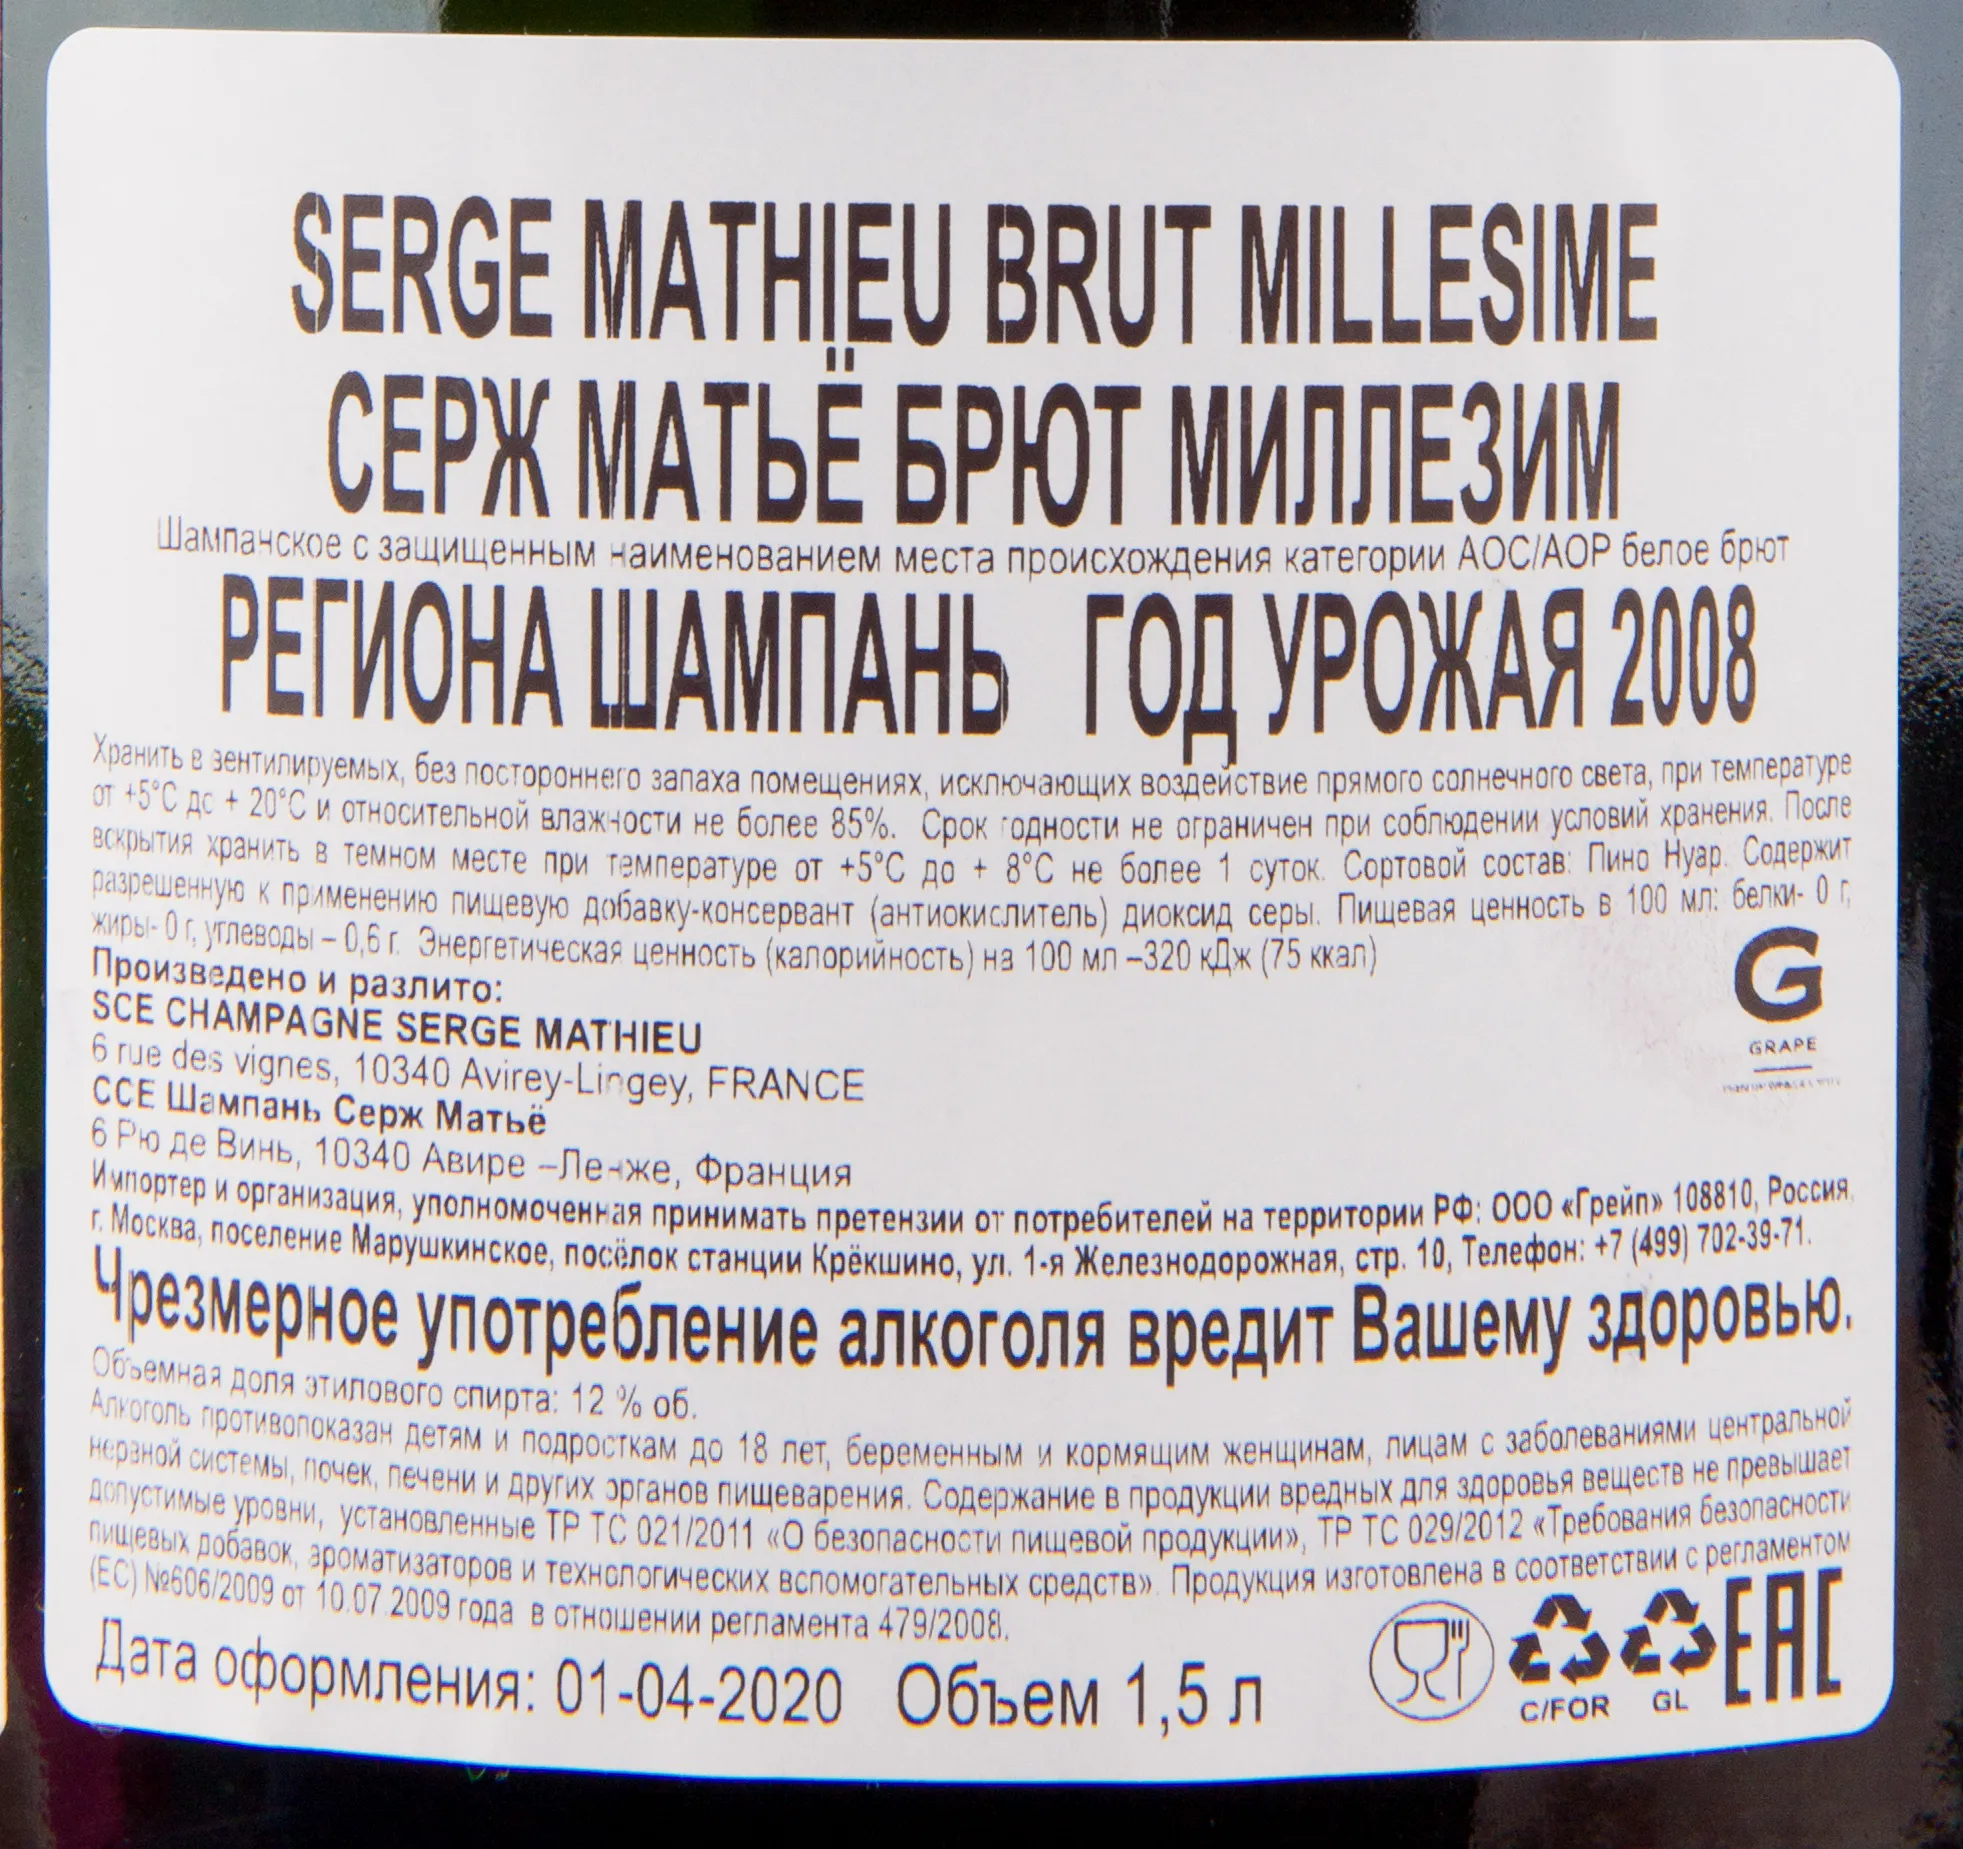 SERGE MATHIEU BRUT MILLESIME
СЕРЖ МАТЬЁ БРЮТ МИЛЛЕЗИМ
Шампанское с защищенным наименованием места происхождения категории AOC/AOP белое брют
РЕГИОНА ШАМПАНЬ ГОД УРОЖАЯ 2008
Хранить в вентилируемых, без постороннего запаха помещениях, исключающих воздействие прямого солнечного света, при температуре
от +5°С до + 20°С и относительной влажности не более 85%. Срок годности не ограничен при соблюдении условий хранения. После
вскрытия хранить в темном месте при температуре от +5°С до + 8°С не более 1 суток. Сортовой состав: Пино Нуар. Содержит
разрешенную к применению пищевую добавку-консервант (антиокислитель) диоксид серы. Пищевая ценность в 100 мл: белки- 0 г,
жиры- 0 г, углеводы – 0,6 г. Энергетическая ценность (калорийность) на 100 мл –320 кДж (75 ккал)
Произведено и разлито:
SCE CHAMPAGNE SERGE MATHIEU
6 rue des vignes, 10340 Avirey-Lingey, FRANCE
ССЕ Шампань Серж Матьё
6 Рю де Винь, 10340 Авире –Ленже, Франция
G
GRAPE
Импортер и организация, уполномоченная принимать претензии от потребителей на территории РФ: ООО «Грейп» 108810, Россия,
г. Москва, поселение Марушкинское, посёлок станции Крёкшино, ул. 1-я Железнодорожная, стр. 10, Телефон: +7 (499) 702-39-71.
Чрезмерное употребление алкоголя вредит Вашему здоровью.
Объемная доля этилового спирта: 12 % об.
Алкоголь противопоказан детям и подросткам до 18 лет, беременным и кормящим женщинам, лицам с заболеваниями центральной
нервной системы, почек, печени и других органов пищеварения. Содержание в продукции вредных для здоровья веществ не превышает
допустимые уровни, установленные ТР ТС 021/2011 «О безопасности пищевой продукции», ТР ТС 029/2012 «Требования безопасности
пищевых добавок, ароматизаторов и технологических вспомогательных средств». Продукция изготовлена в соответствии с регламентом
(ЕС) №606/2009 от 10.07.2009 года в отношении регламента 479/2008.
Дата оформления: 01-04-2020 Объем 1,5 л
C/FOR GL EAC